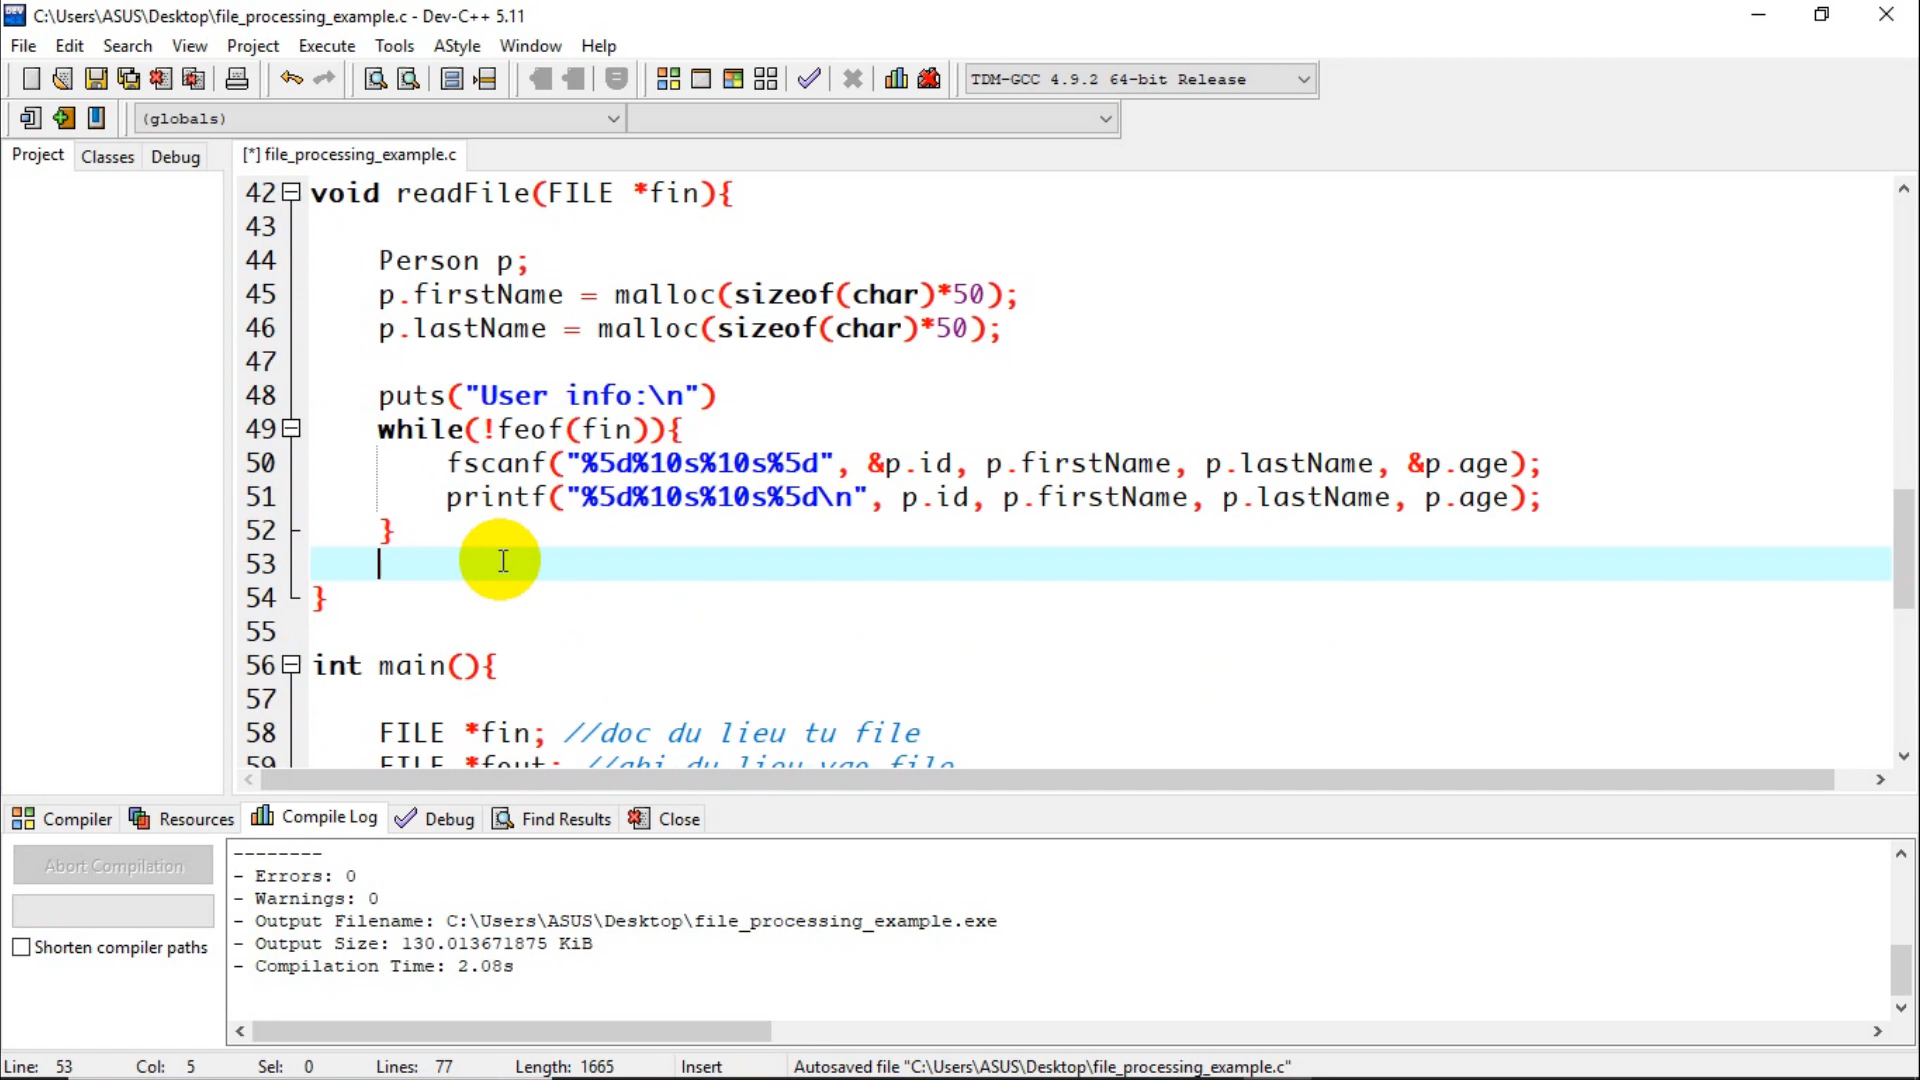 C:\Users\ASUS\Desktop\file_processing_example.c - Dev-C++ 5.11
File Edit Search View Project Execute Tools AStyle Window Help
TDM-GCC 4.9.2 64-bit Release
(globals)
Project Classes Debug [*] file_processing_example.c
42 void readFile(FILE *fin){
43
44 Person p;
45 p.firstName = malloc(sizeof(char)*50);
46 p.lastName = malloc(sizeof(char)*50);
47
48 puts("User info:\n")
49 while(!feof(fin)){
50 fscanf("%5d%10s%10s%5d", &p.id, p.firstName, p.lastName, &p.age);
51 printf("%5d%10s%10s%5d\n", p.id, p.firstName, p.lastName, p.age);
52 }
53
54 }
55
56 int main(){
57
58 FILE *fin; //doc du lieu tu file
59 FILE *fout; //ghi du lieu vao file
Compiler Resources Compile Log Debug Find Results Close
Abort Compilation
Shorten compiler paths
--------
- Errors: 0
- Warnings: 0
- Output Filename: C:\Users\ASUS\Desktop\file_processing_example.exe
- Output Size: 130.013671875 KiB
- Compilation Time: 2.08s
Line: 53 Col: 5 Sel: 0 Lines: 77 Length: 1665 Insert Autosaved file "C:\Users\ASUS\Desktop\file_processing_example.c"